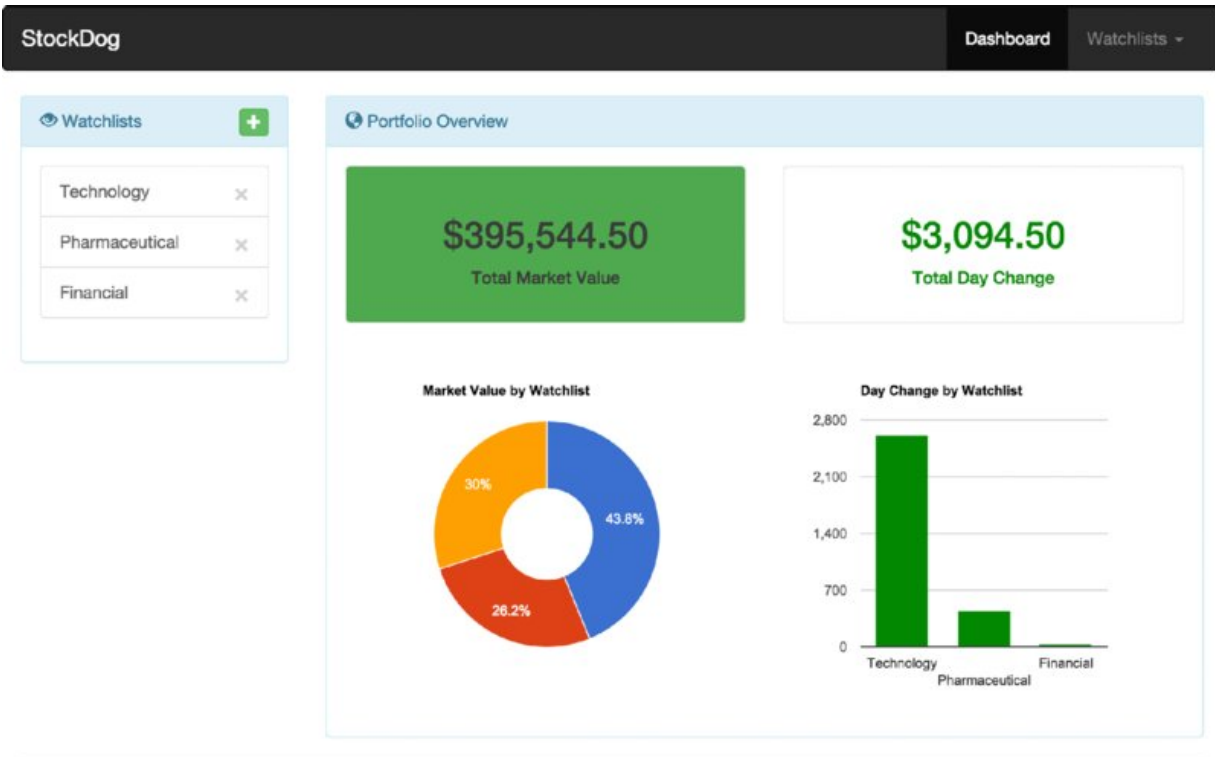 StockDog
Dashboard
Watchlists
Watchlists
Technology
Pharmaceutical
Financial
Portfolio Overview
$395,544.50
Total Market Value
$3,094.50
Total Day Change
Market Value by Watchlist
30%
43.8%
26.2%
Day Change by Watchlist
2,800
2,100
1,400
700
0
Technology
Pharmaceutical
Financial